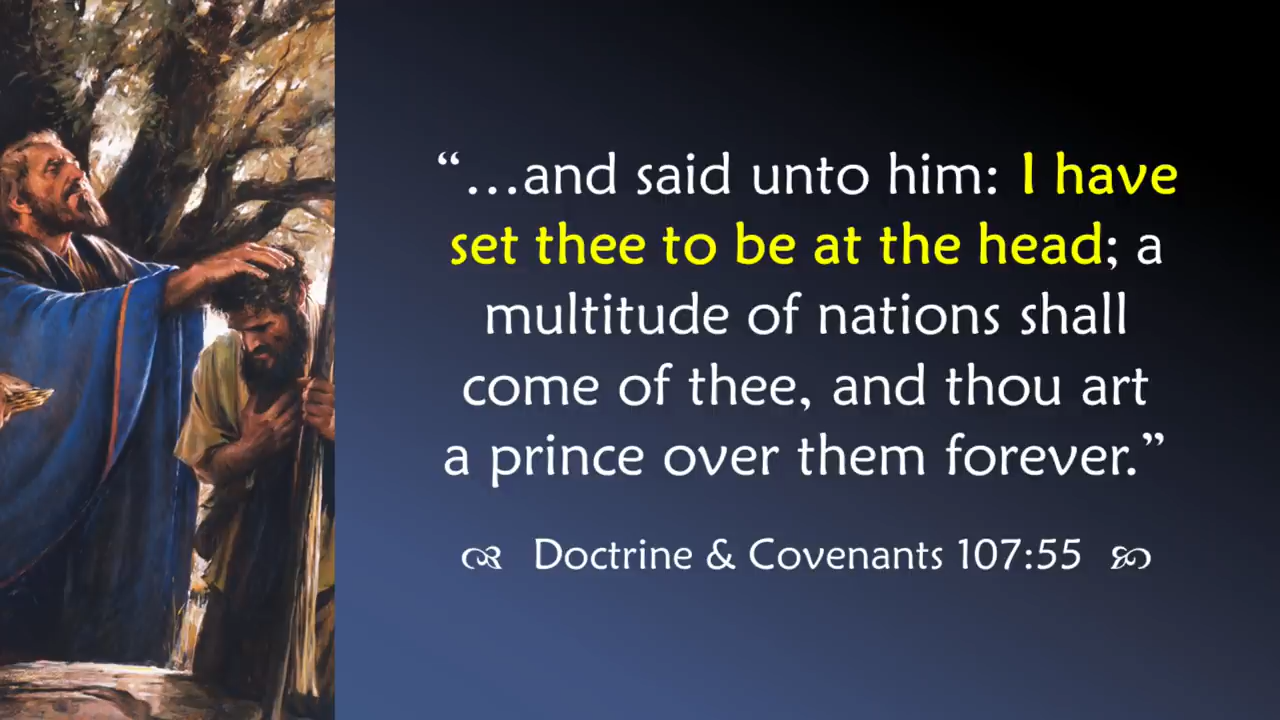 “…and said unto him: I have
set thee to be at the head; a
multitude of nations shall
come of thee, and thou art
a prince over them forever.”
Doctrine & Covenants 107:55